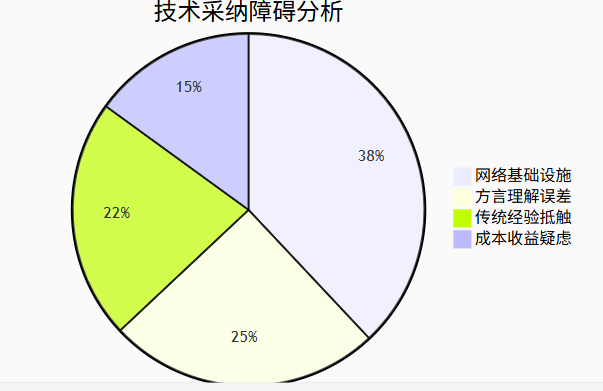 技术采纳障碍分析
15%
38%
22%
25%
网络基础设施
方言理解误差
传统经验抵触
成本收益疑虑